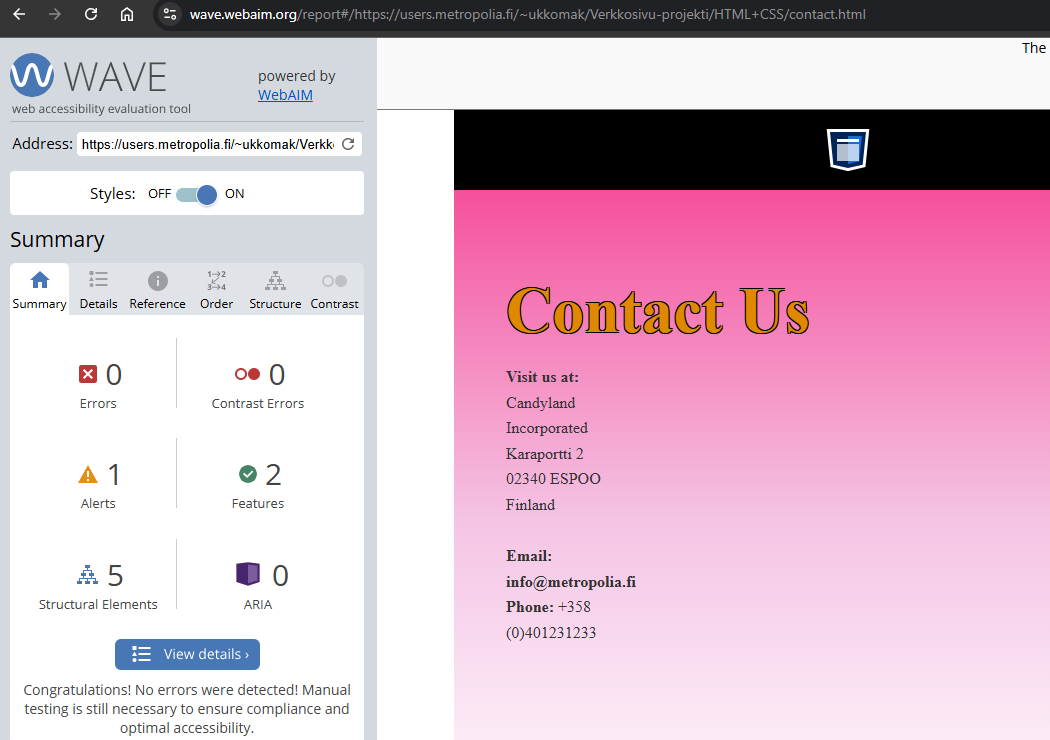 wave.webaim.org/report#/https://users.metropolia.fi/~ukkomak/Verkkosivu-projekti/HTML+CSS/contact.html
The
WAVE
powered by
WebAIM
web accessibility evaluation tool
Address: https://users.metropolia.fi/~ukkomak/Verkk
Styles: OFF ON
Summary
1 2
3 4
Summary Details Reference Order Structure Contrast
0 0
Errors Contrast Errors
1 2
Alerts Features
5 0
Structural Elements ARIA
View details ›
Congratulations! No errors were detected! Manual
testing is still necessary to ensure compliance and
optimal accessibility.
Contact Us
Visit us at:
Candyland
Incorporated
Karaportti 2
02340 ESPOO
Finland
Email:
info@metropolia.fi
Phone: +358
(0)401231233